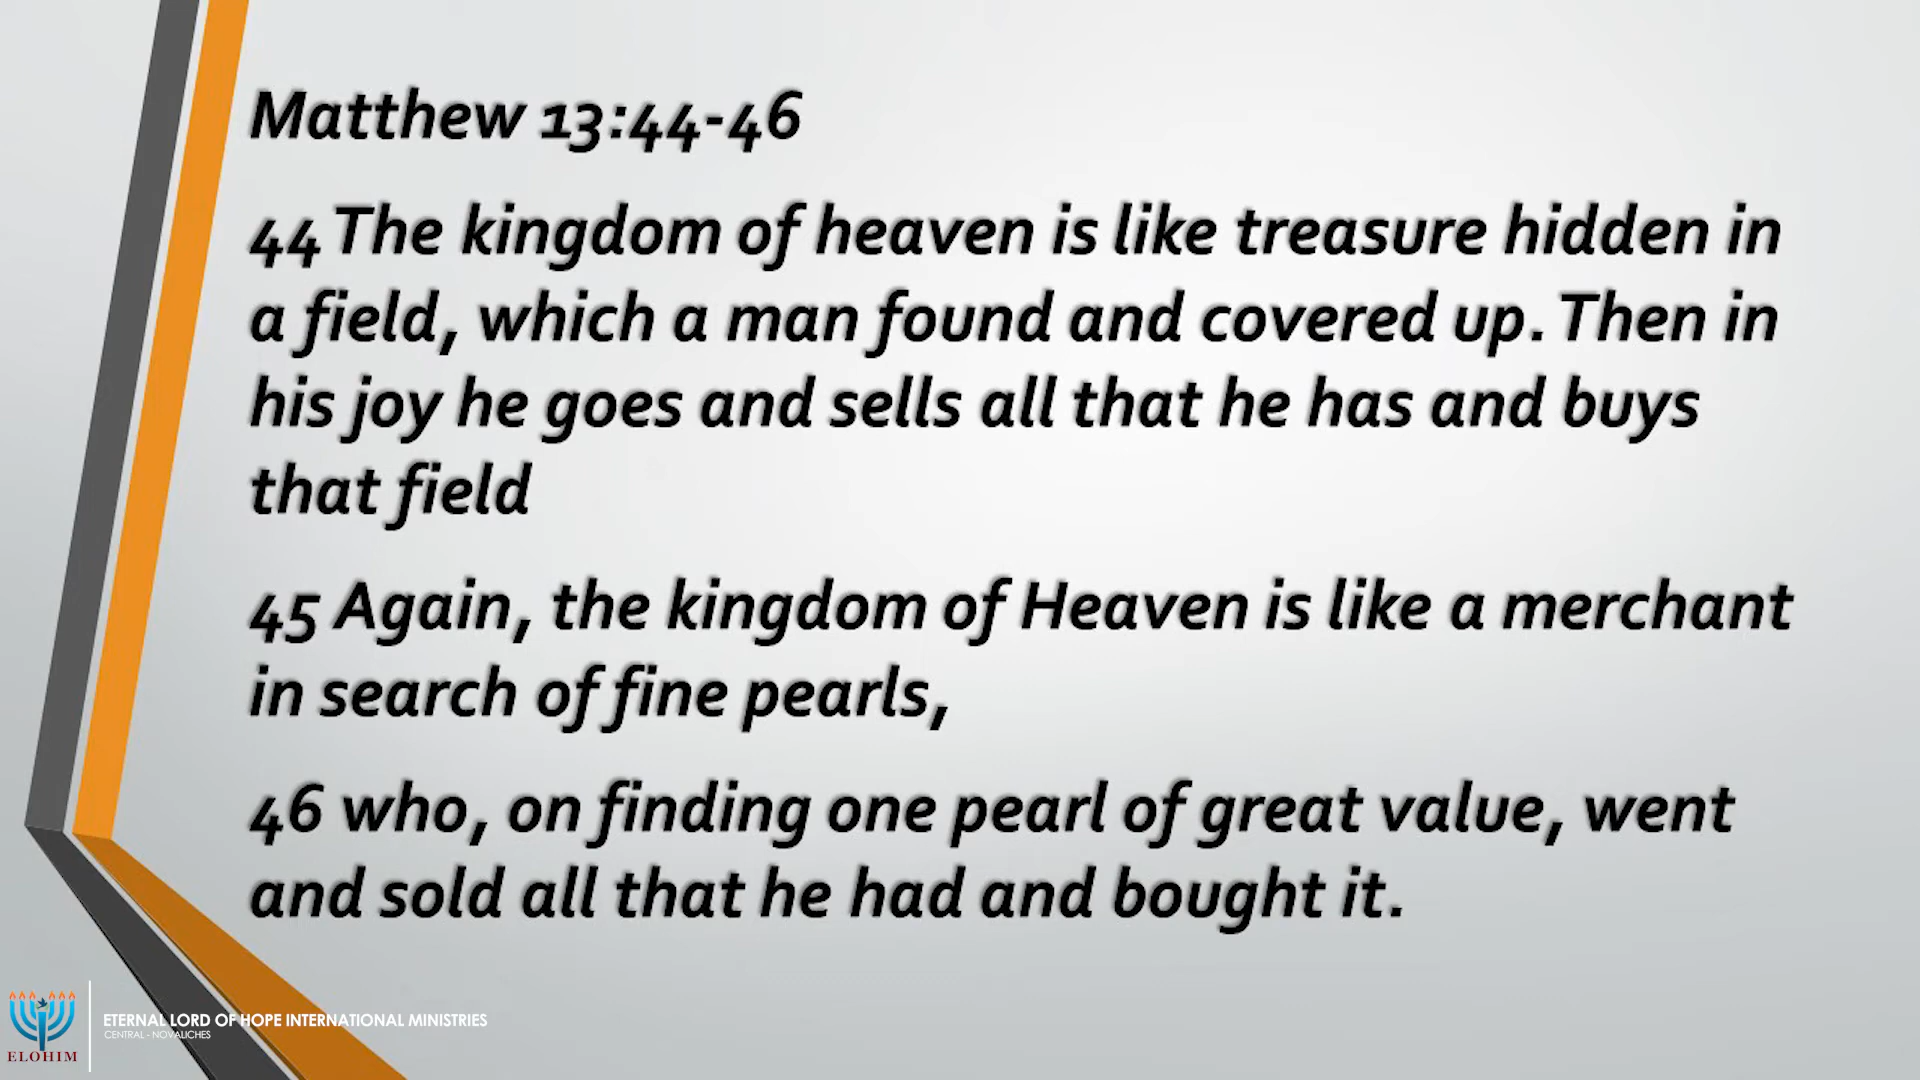 Matthew 13:44-46
44 The kingdom of heaven is like treasure hidden in
a field, which a man found and covered up. Then in
his joy he goes and sells all that he has and buys
that field
45 Again, the kingdom of Heaven is like a merchant
in search of fine pearls,
46 who, on finding one pearl of great value, went
and sold all that he had and bought it.
ETERNAL LORD OF HOPE INTERNATIONAL MINISTRIES
CENTRAL - NOVALICHES
ELOHIM